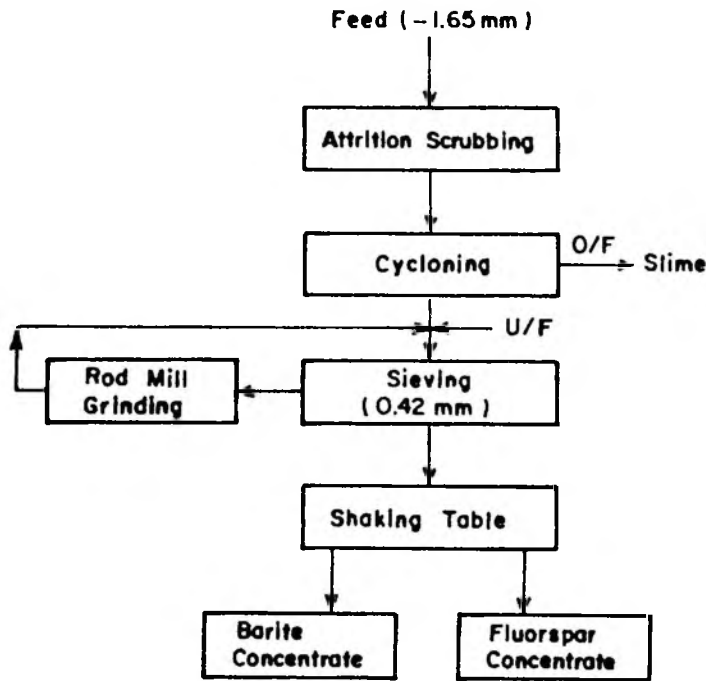 Feed (-1.65 mm)
Attrition Scrubbing
Cycloning
O/F
Slime
U/F
Rod Mill
Grinding
Sieving
(0.42 mm)
Shaking Table
Barite
Concentrate
Fluorspar
Concentrate